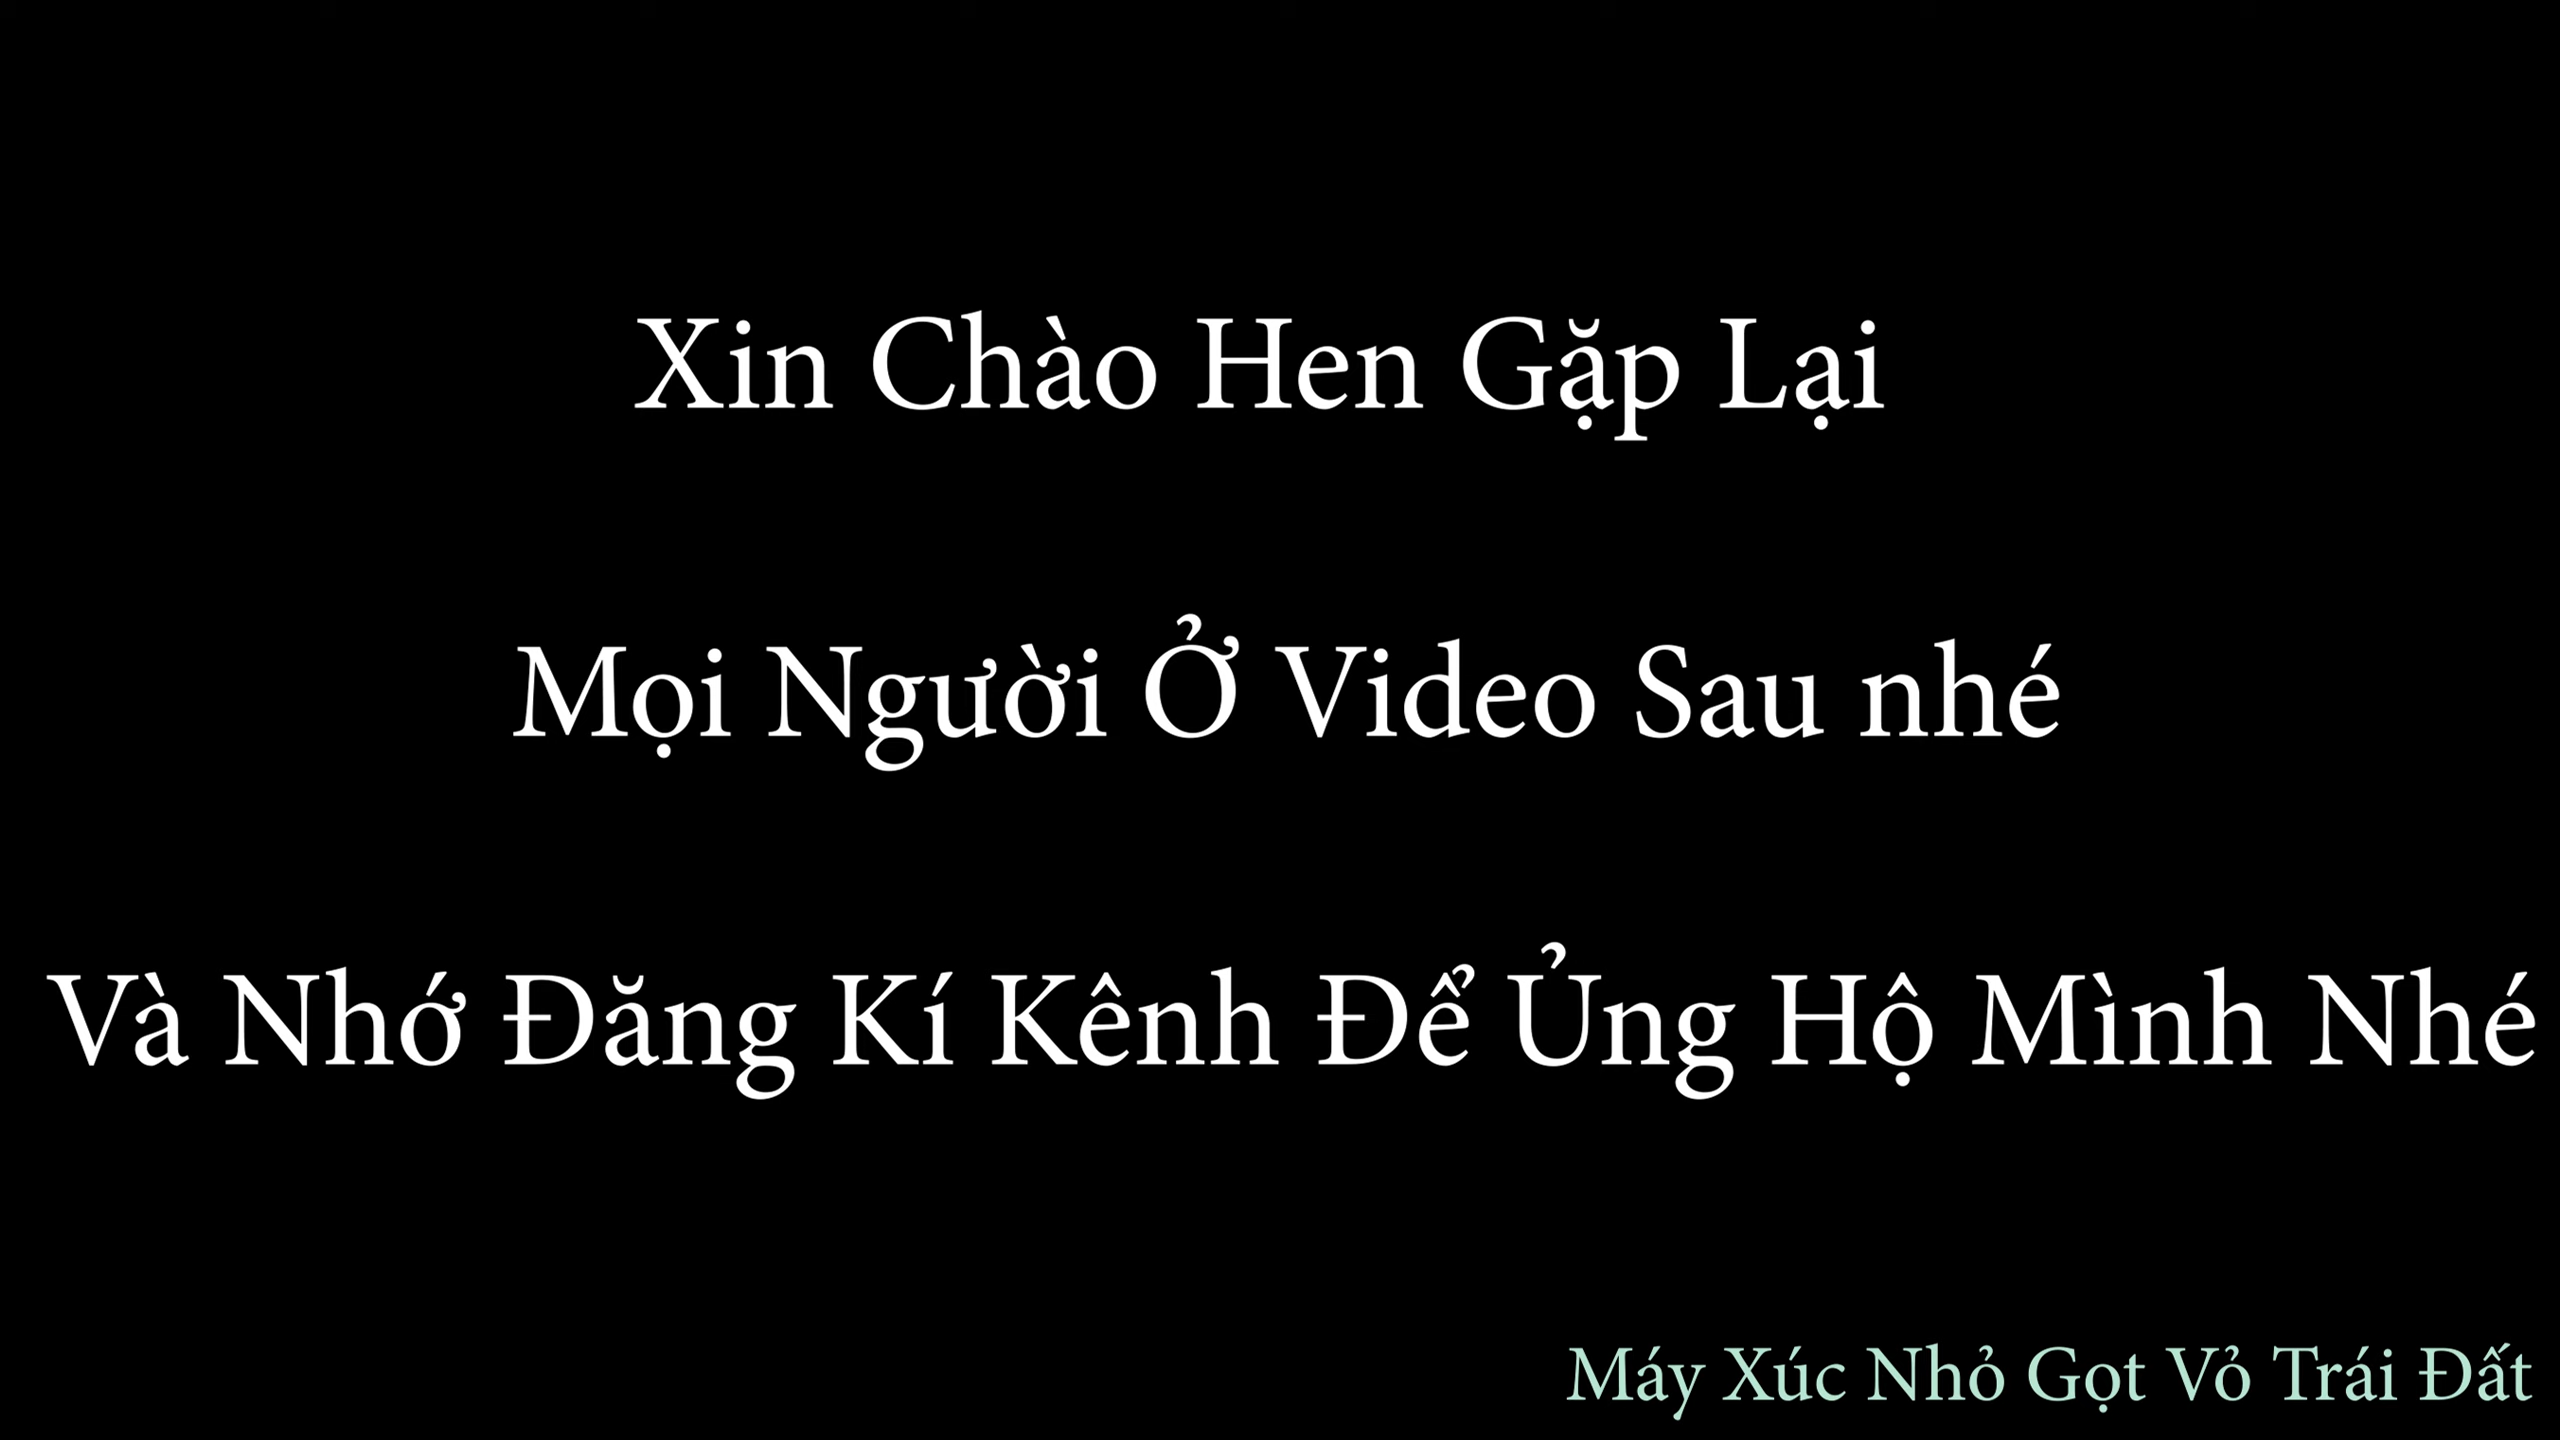 Xin Chào Hen Gặp Lại
Mọi Người Ở Video Sau nhé
Và Nhớ Đăng Kí Kênh Để Ủng Hộ Mình Nhé
Máy Xúc Nhỏ Gọt Vỏ Trái Đất